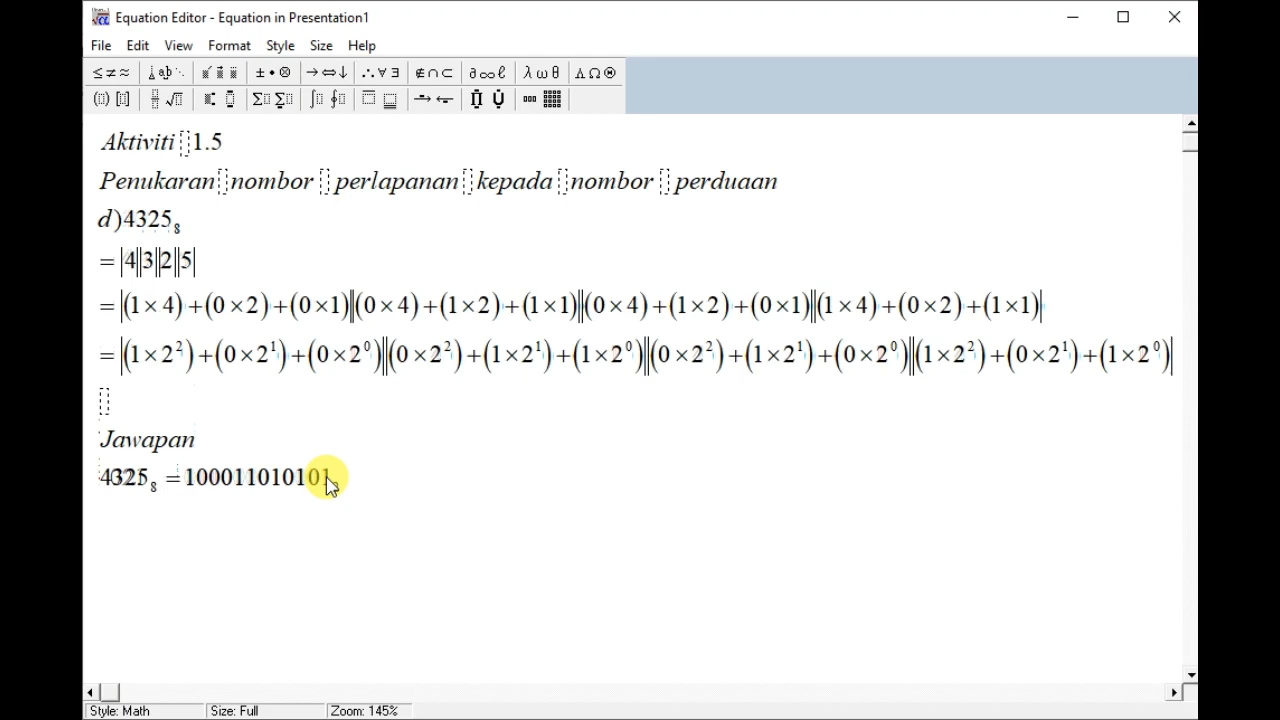 Equation Editor - Equation in Presentation1
File Edit View Format Style Size Help
Aktiviti 1.5
Penukaran nombor perlapanan kepada nombor perduaan
d)4325₈
= |4||3||2||5|
= |(1×4)+(0×2)+(0×1)||(0×4)+(1×2)+(1×1)||(0×4)+(1×2)+(0×1)||(1×4)+(0×2)+(1×1)|
= |(1×2²)+(0×2¹)+(0×2⁰)||(0×2²)+(1×2¹)+(1×2⁰)||(0×2²)+(1×2¹)+(0×2⁰)||(1×2²)+(0×2¹)+(1×2⁰)|
Jawapan
4325₈ = 100011010101
Style: Math Size: Full Zoom: 145%